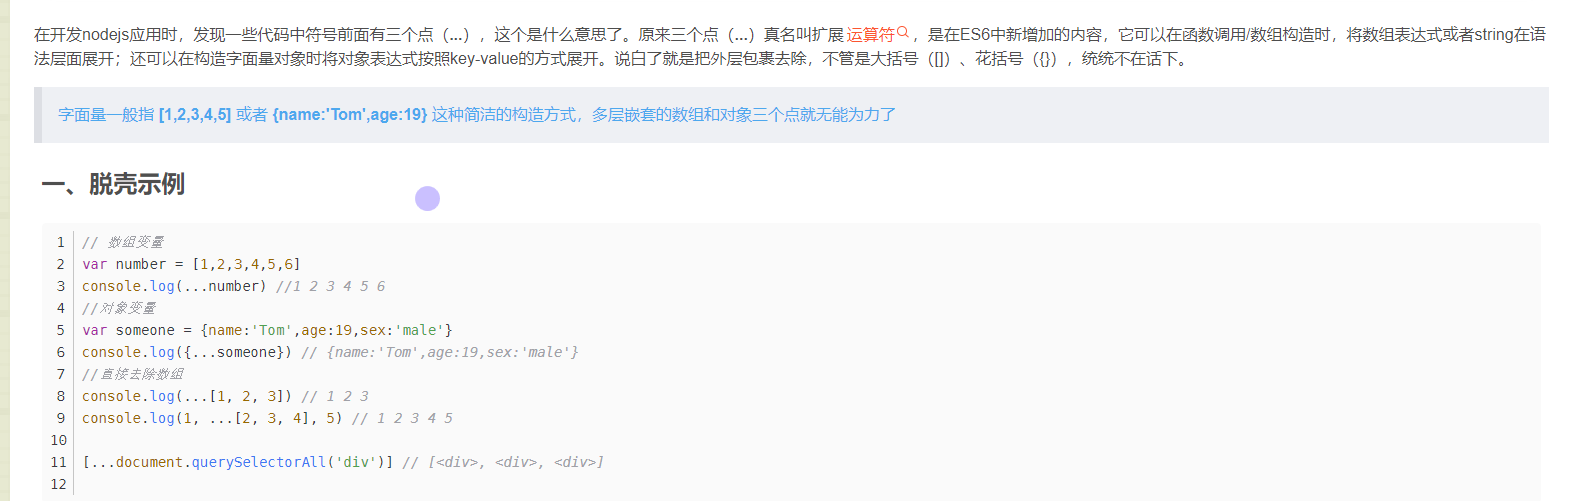 在开发nodejs应用时，发现一些代码中符号前面有三个点（...），这个是什么意思了。原来三个点（...）真名叫扩展 运算符，是在ES6中新增加的内容，它可以在函数调用/数组构造时，将数组表达式或者string在语
法层面展开；还可以在构造字面量对象时将对象表达式按照key-value的方式展开。说白了就是把外层包裹去除，不管是大括号（[]）、花括号（{}），统统不在话下。
字面量一般指 [1,2,3,4,5] 或者 {name:'Tom',age:19} 这种简洁的构造方式，多层嵌套的数组和对象三个点就无能为力了
一、脱壳示例
1 // 数组变量
2 var number = [1,2,3,4,5,6]
3 console.log(...number) //1 2 3 4 5 6
4 //对象变量
5 var someone = {name:'Tom',age:19,sex:'male'}
6 console.log({...someone}) // {name:'Tom',age:19,sex:'male'}
7 //直接去除数组
8 console.log(...[1, 2, 3]) // 1 2 3
9 console.log(1, ...[2, 3, 4], 5) // 1 2 3 4 5
10
11 [...document.querySelectorAll('div')] // [<div>, <div>, <div>]
12